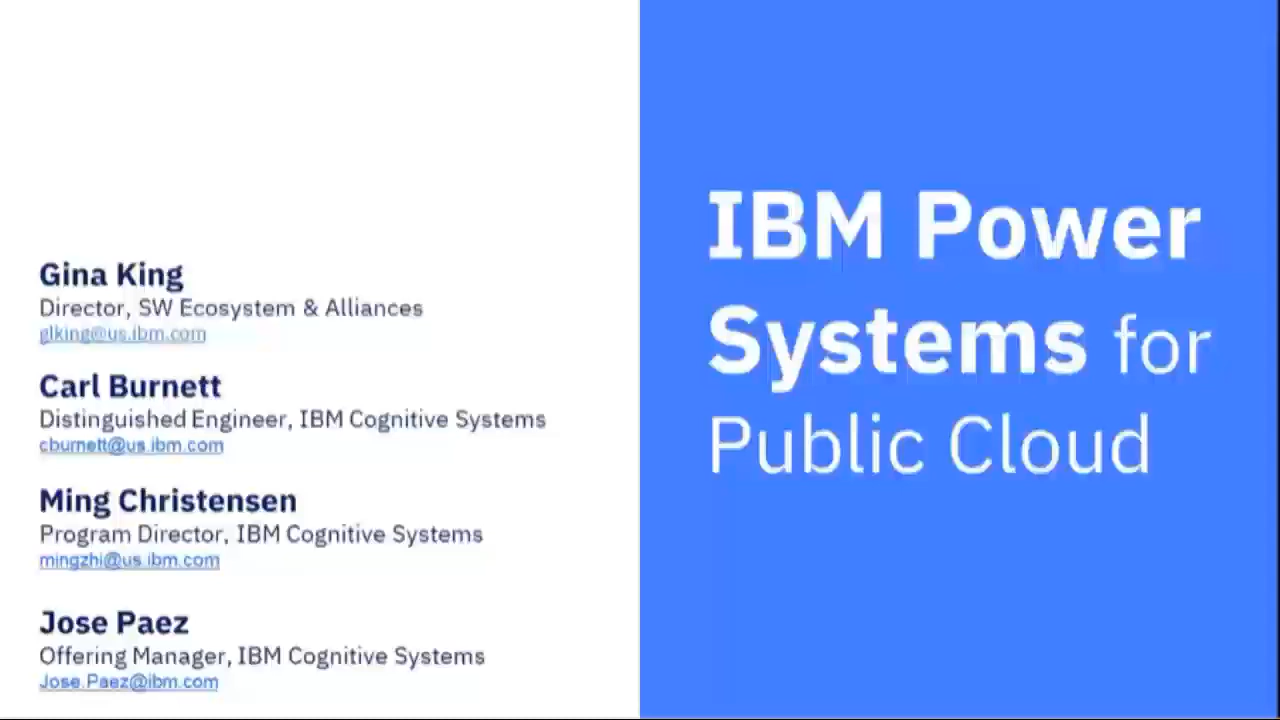 Gina King
Director, SW Ecosystem & Alliances
glking@us.ibm.com
Carl Burnett
Distinguished Engineer, IBM Cognitive Systems
cburnett@us.ibm.com
Ming Christensen
Program Director, IBM Cognitive Systems
mingzhi@us.ibm.com
Jose Paez
Offering Manager, IBM Cognitive Systems
Jose.Paez@ibm.com
IBM Power
Systems for
Public Cloud